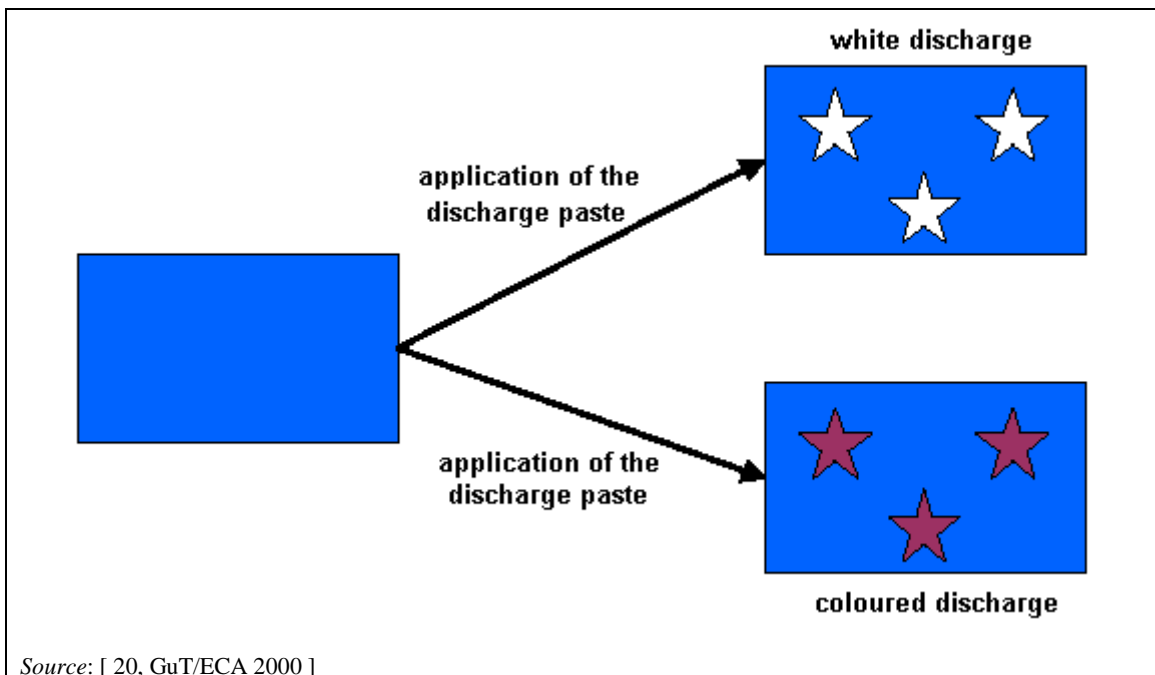 white discharge
application of the
discharge paste
application of the
discharge paste
coloured discharge
Source: [ 20, GuT/ECA 2000 ]